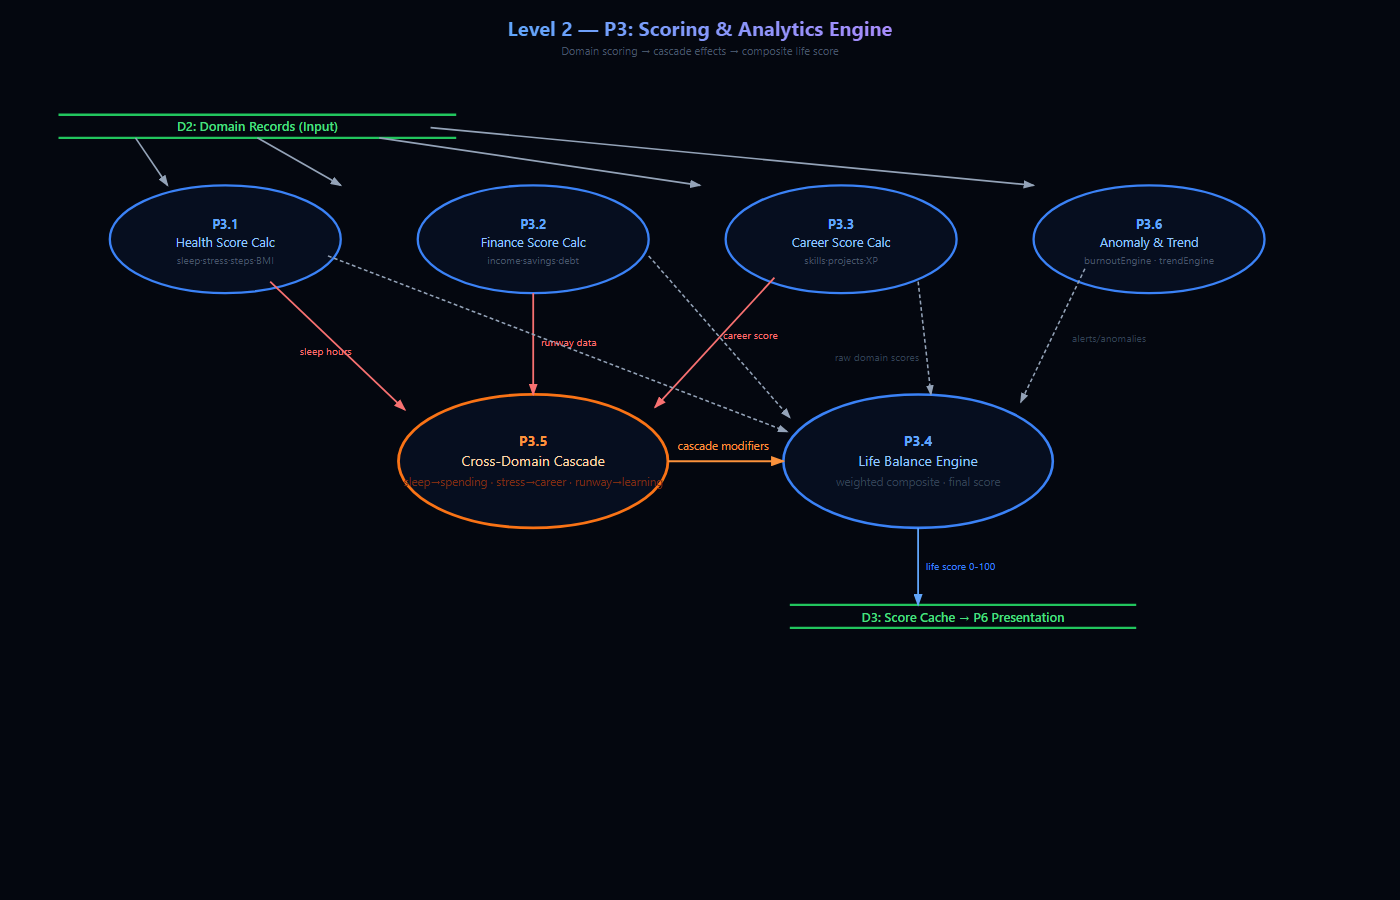 Level 2 — P3: Scoring & Analytics Engine
Domain scoring → cascade effects → composite life score
D2: Domain Records (Input)
P3.1
Health Score Calc
sleep·stress·steps·BMI
P3.2
Finance Score Calc
income·savings·debt
P3.3
Career Score Calc
skills·projects·XP
P3.6
Anomaly & Trend
burnoutEngine · trendEngine
sleep hours
runway data
career score
raw domain scores
alerts/anomalies
P3.5
Cross-Domain Cascade
sleep→spending · stress→career · runway→learning
cascade modifiers
P3.4
Life Balance Engine
weighted composite · final score
life score 0-100
D3: Score Cache → P6 Presentation